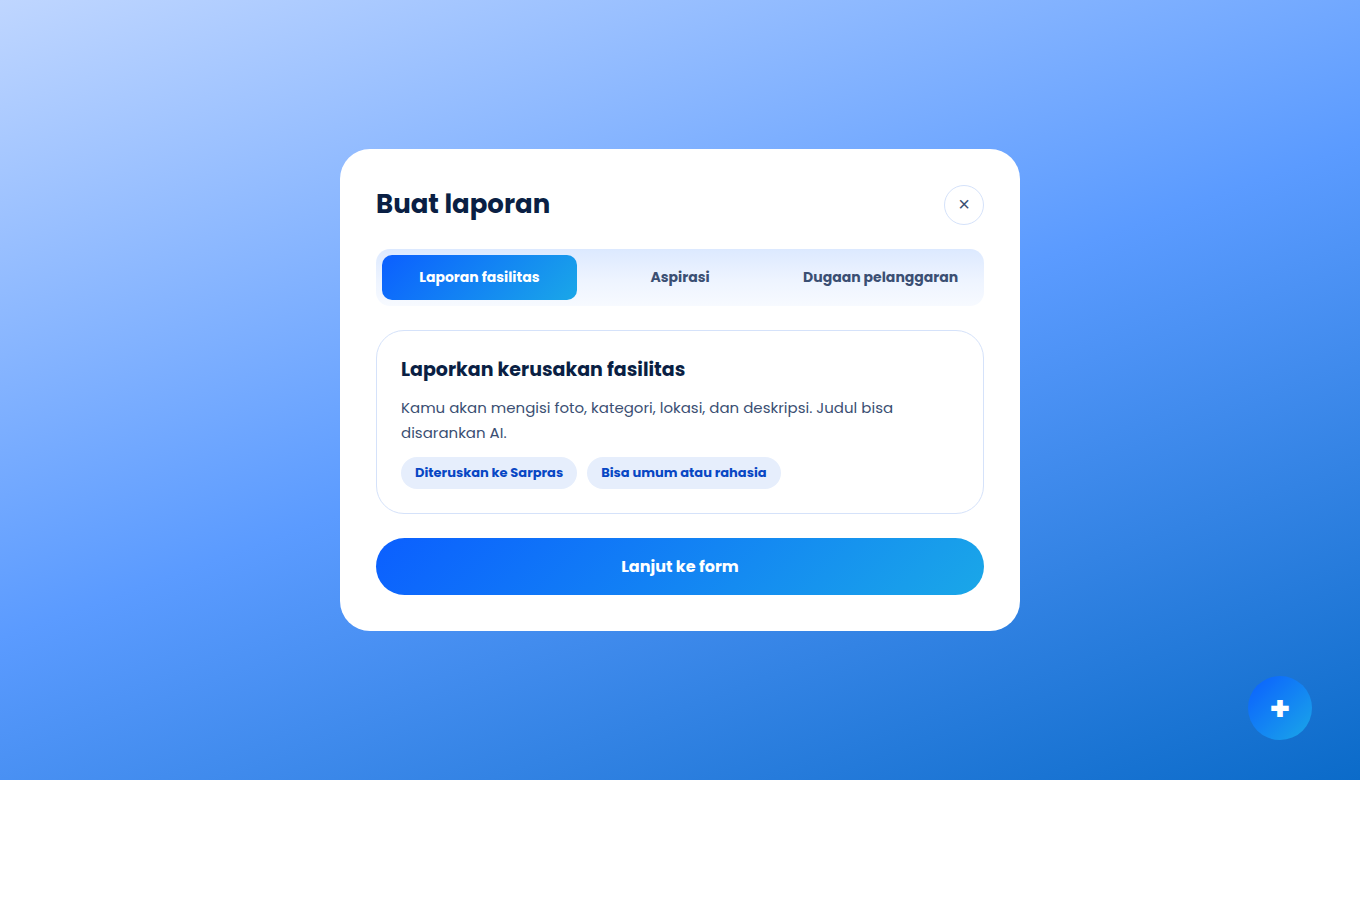 Buat laporan
×
Laporan fasilitas
Aspirasi
Dugaan pelanggaran
Laporkan kerusakan fasilitas
Kamu akan mengisi foto, kategori, lokasi, dan deskripsi. Judul bisa
disarankan AI.
Diteruskan ke Sarpras
Bisa umum atau rahasia
Lanjut ke form
+